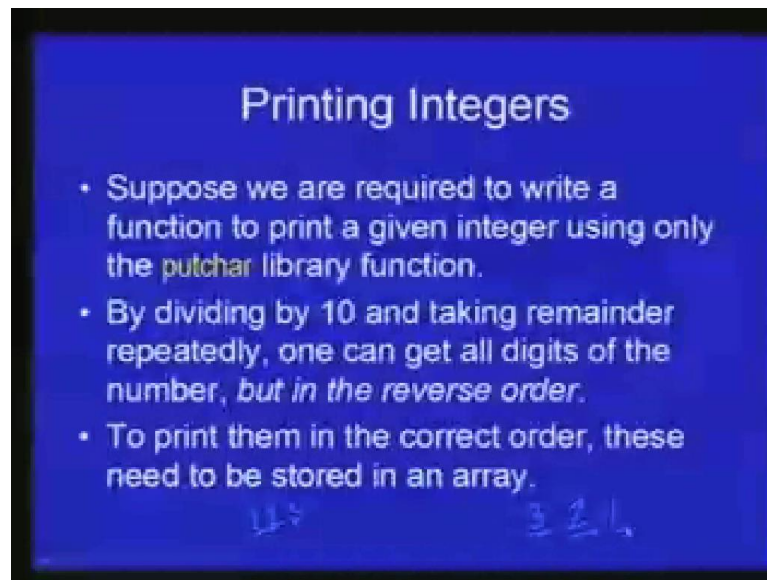 Printing Integers
• Suppose we are required to write a
function to print a given integer using only
the putchar library function.
• By dividing by 10 and taking remainder
repeatedly, one can get all digits of the
number, but in the reverse order.
• To print them in the correct order, these
need to be stored in an array.
3 2 1